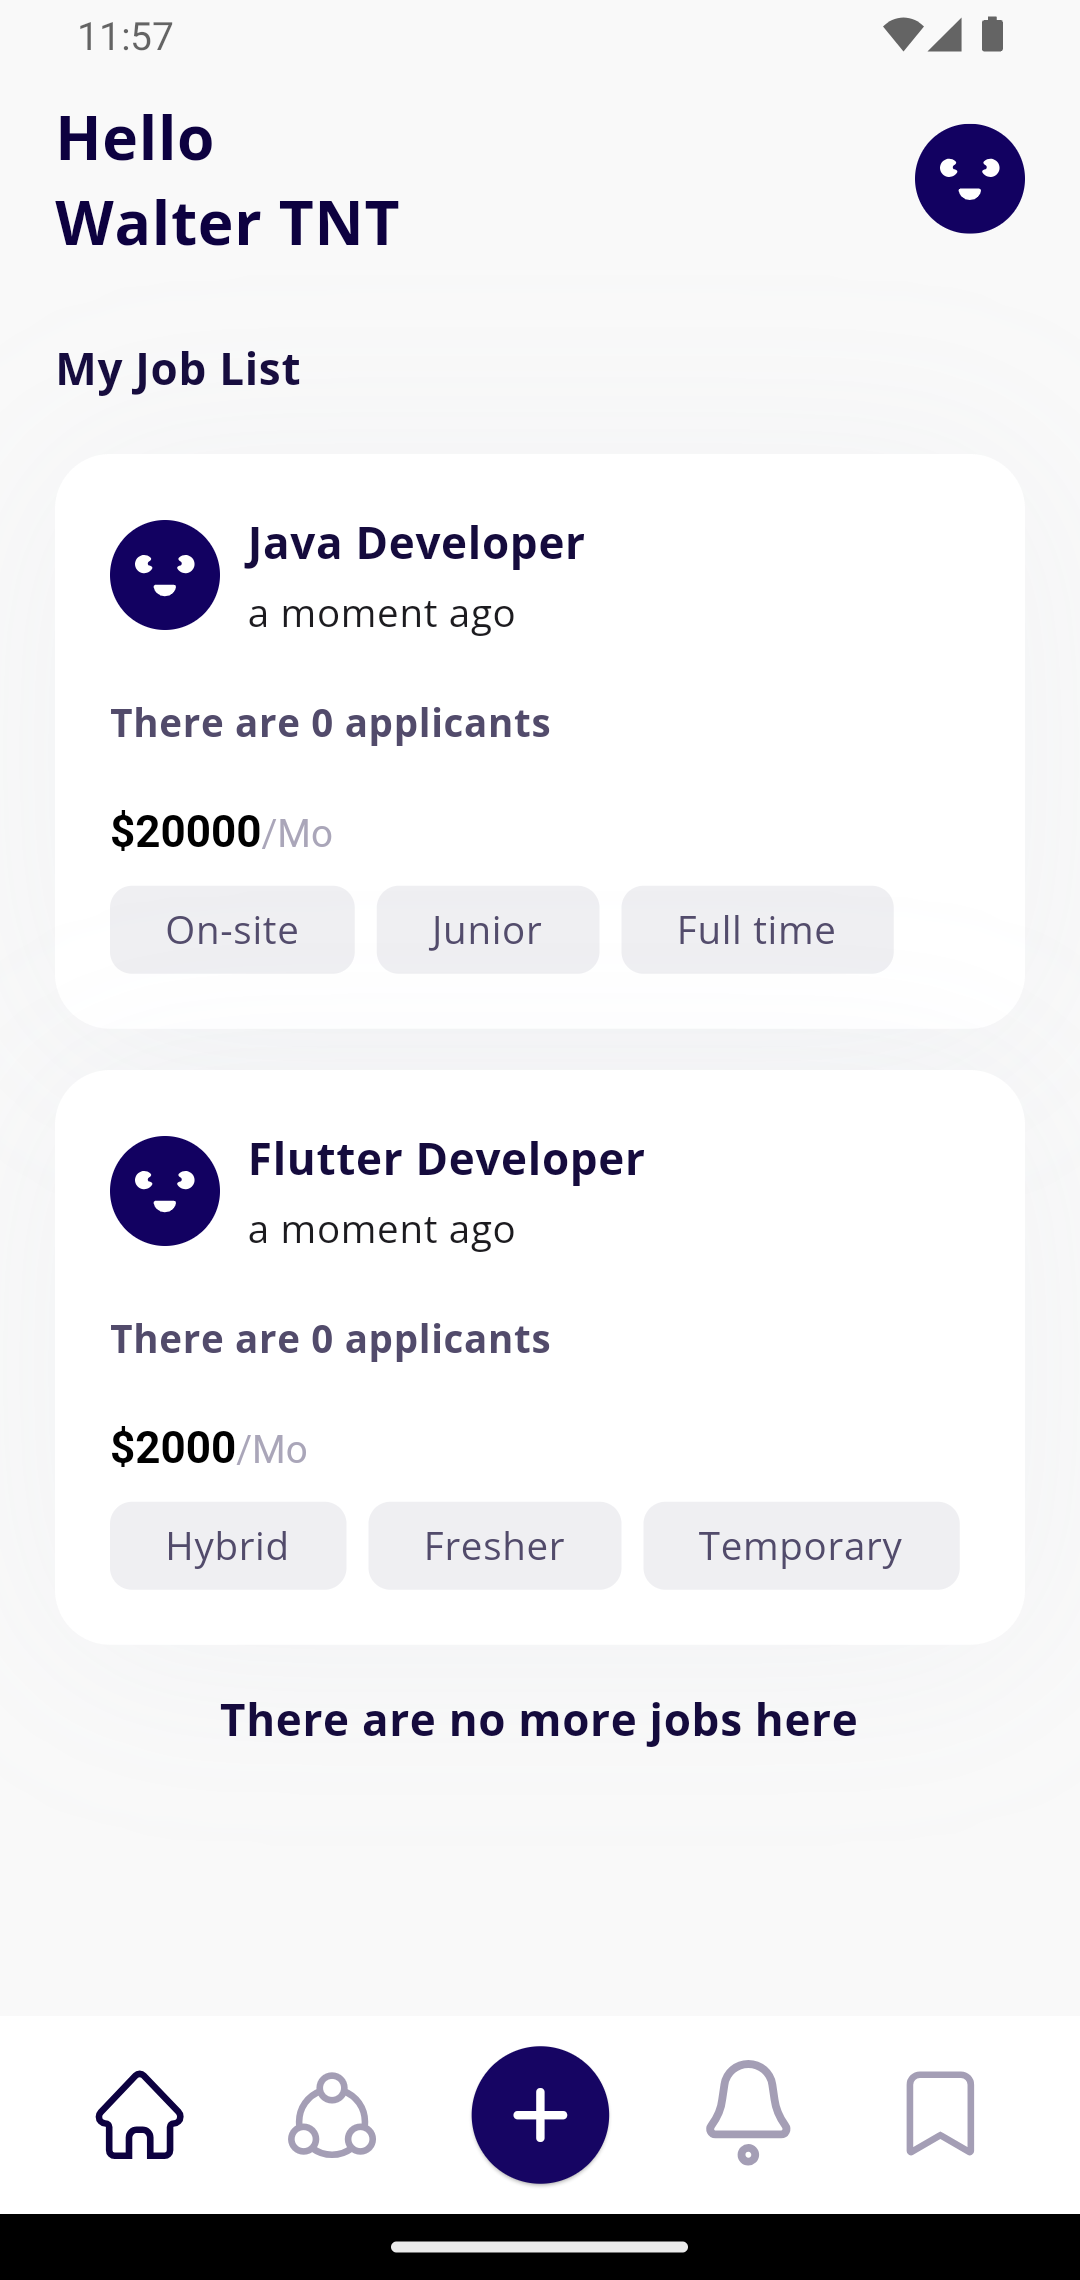 11:57
Hello
Walter TNT
My Job List
Java Developer
a moment ago
There are 0 applicants
$20000/Mo
On-site Junior Full time
Flutter Developer
a moment ago
There are 0 applicants
$2000/Mo
Hybrid Fresher Temporary
There are no more jobs here